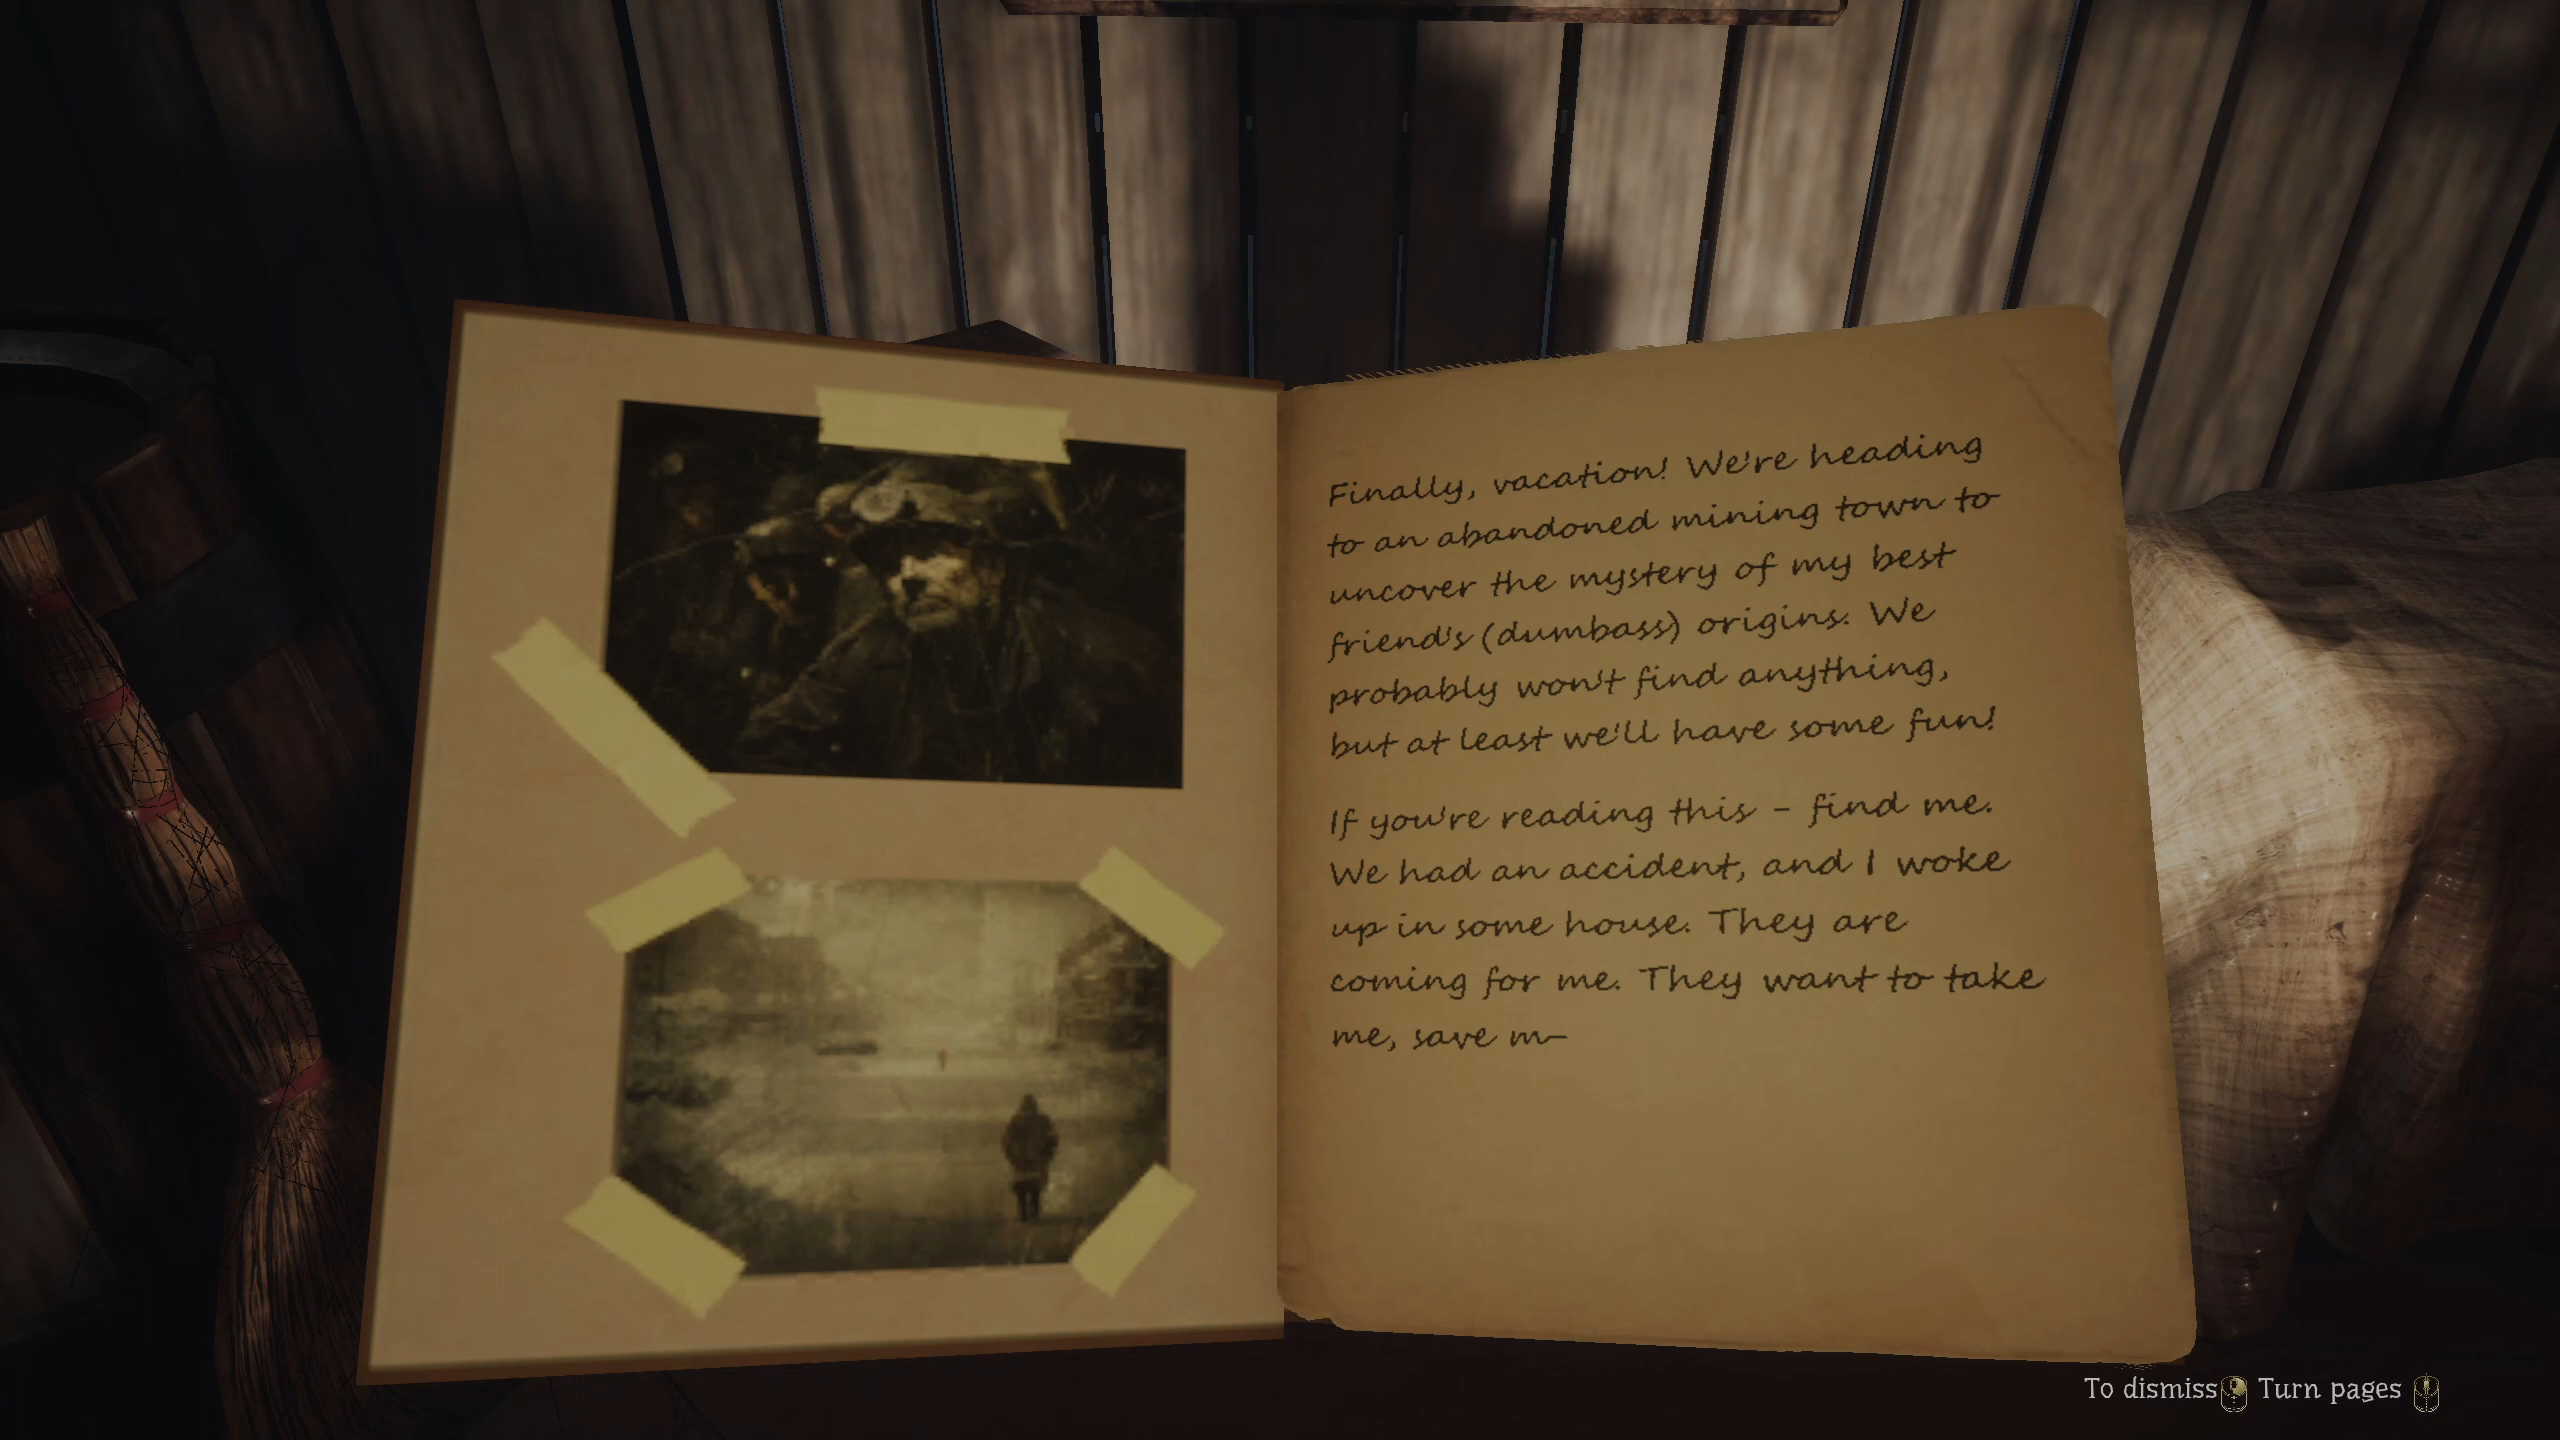 Finally, vacation! We're heading
to an abandoned mining town to
uncover the mystery of my best
friend's (dumbass) origins. We
probably won't find anything,
but at least we'll have some fun!
If you're reading this - find me.
We had an accident, and I woke
up in some house. They are
coming for me. They want to take
me, save m-
To dismiss Turn pages